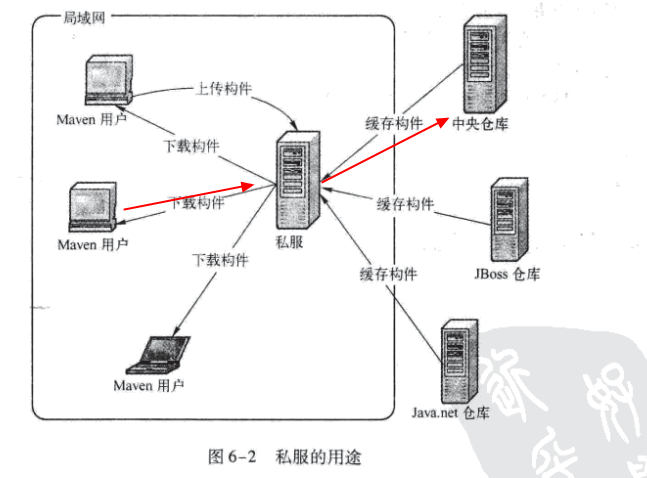 局域网
上传构件
Maven 用户
缓存构件
中央仓库
下载构件
下载构件
缓存构件
Maven 用户
私服
下载构件
JBoss 仓库
缓存构件
Maven 用户
Java.net 仓库
图 6-2 私服的用途